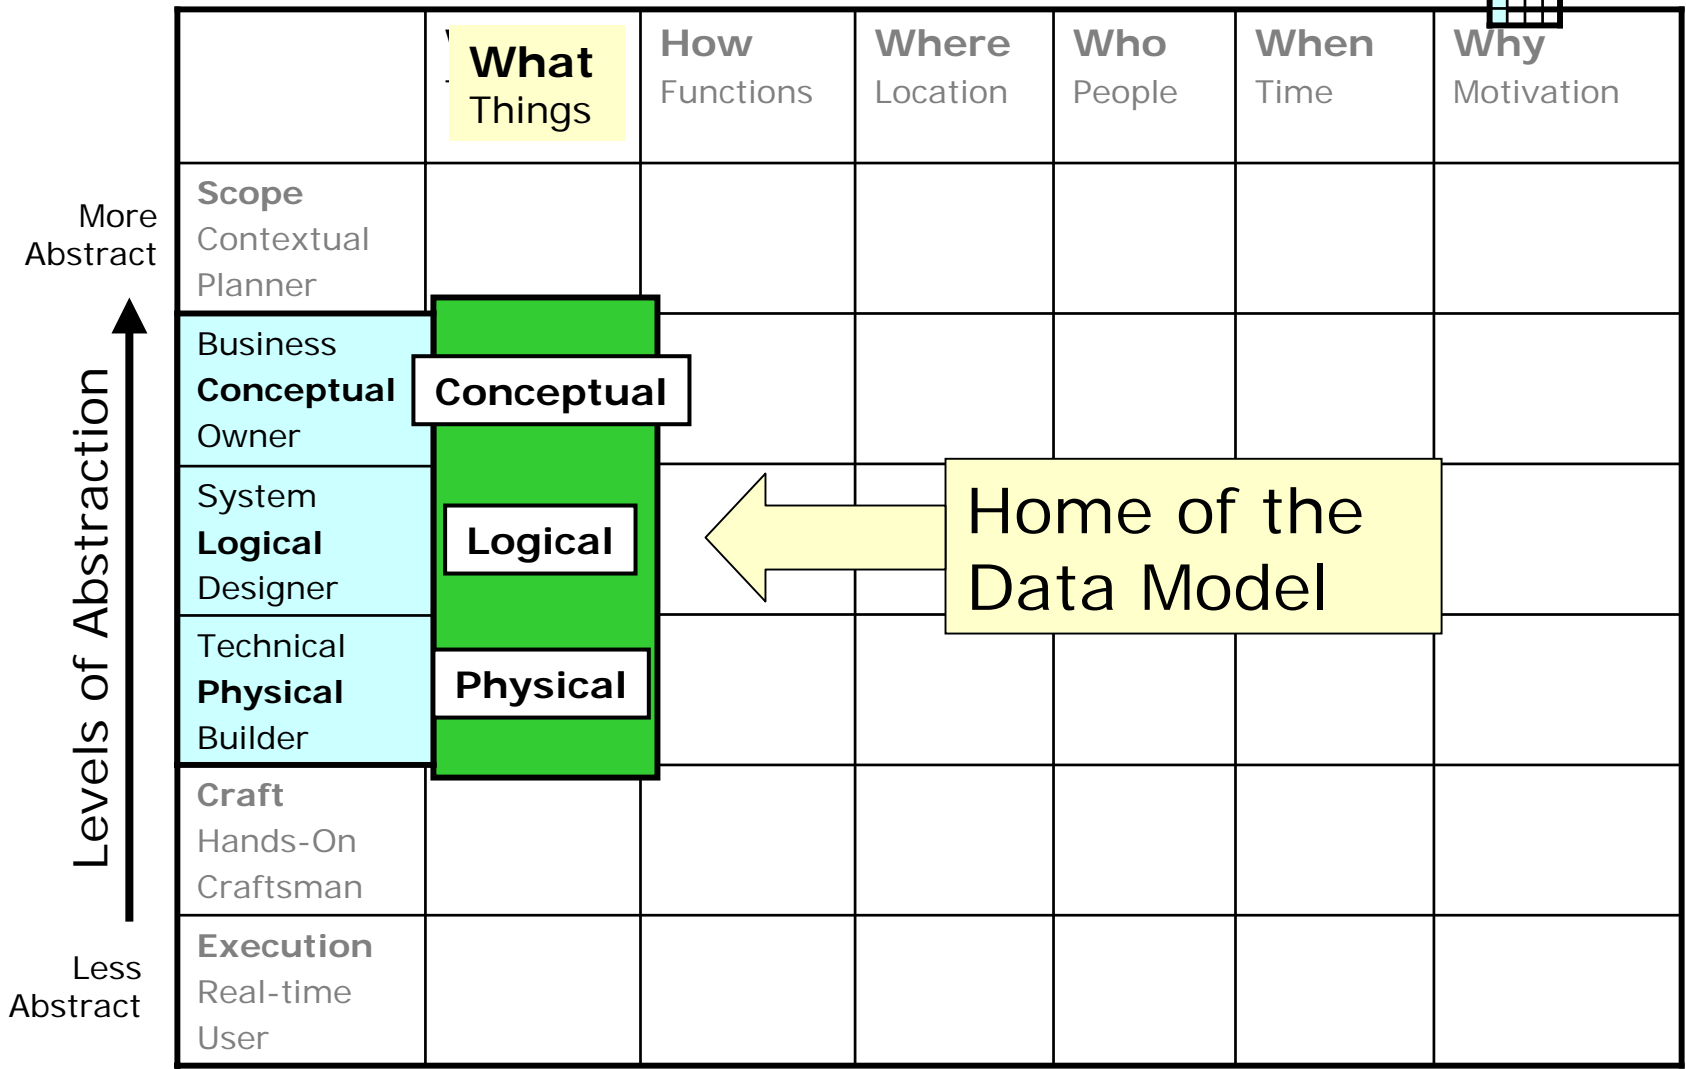 What
Things
How
Functions
Where
Location
Who
People
When
Time
Why
Motivation
More
Abstract
Levels of Abstraction
Less
Abstract
Scope
Contextual
Planner
Business
Conceptual
Owner
Conceptual
System
Logical
Designer
Logical
Home of the
Data Model
Technical
Physical
Builder
Physical
Craft
Hands-On
Craftsman
Execution
Real-time
User